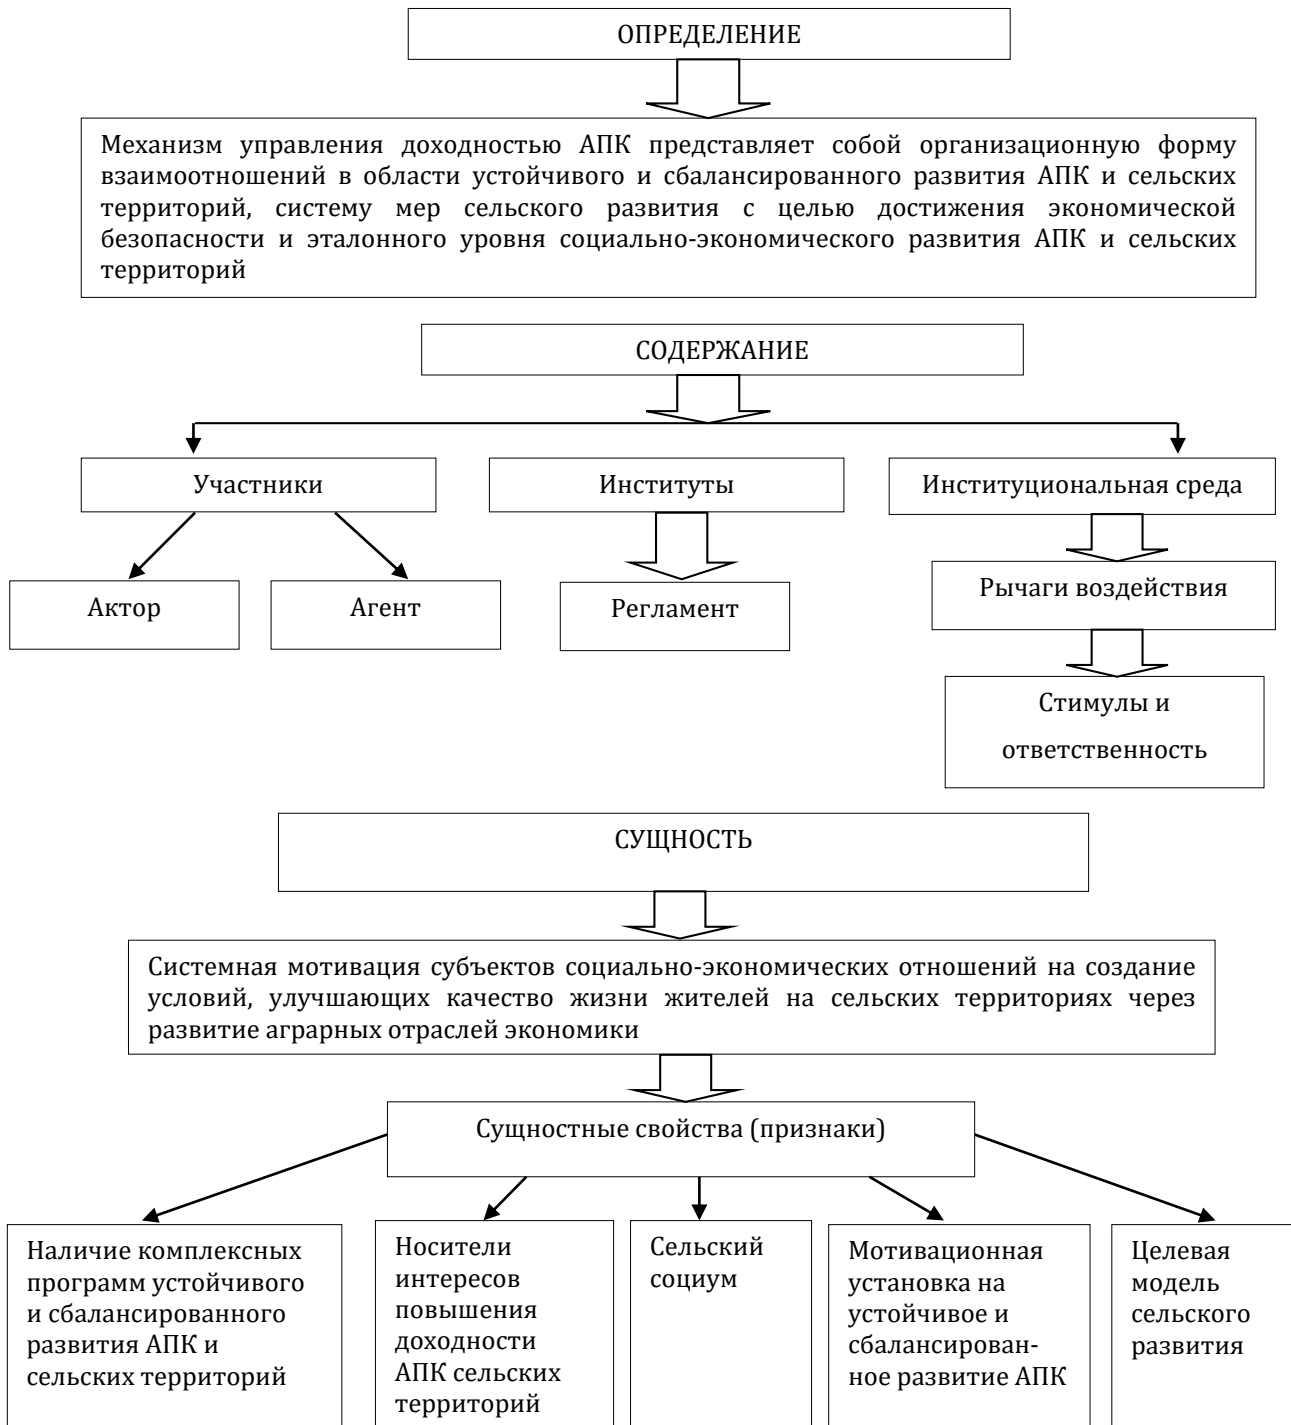 ОПРЕДЕЛЕНИЕ
Механизм управления доходностью АПК представляет собой организационную форму
взаимоотношений в области устойчивого и сбалансированного развития АПК и сельских
территорий, систему мер сельского развития с целью достижения экономической
безопасности и эталонного уровня социально-экономического развития АПК и сельских
территорий
СОДЕРЖАНИЕ
Участники
Институты
Институциональная среда
Актор
Агент
Регламент
Рычаги воздействия
Стимулы и
ответственность
СУЩНОСТЬ
Системная мотивация субъектов социально-экономических отношений на создание
условий, улучшающих качество жизни жителей на сельских территориях через
развитие аграрных отраслей экономики
Сущностные свойства (признаки)
Наличие комплексных
программ устойчивого
и сбалансированного
развития АПК и
сельских территорий
Носители
интересов
повышения
доходности
АПК сельских
территорий
Сельский
социум
Мотивационная
установка на
устойчивое и
сбалансирован-
ное развитие АПК
Целевая
модель
сельского
развития